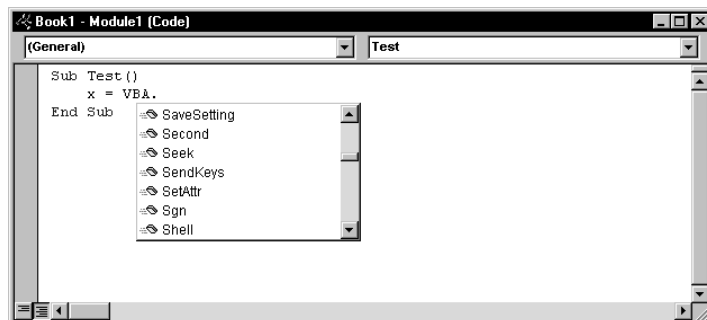 Book1 - Module1 (Code)
(General) Test
Sub Test()
x = VBA.
End Sub
SaveSetting
Second
Seek
SendKeys
SetAttr
Sgn
Shell